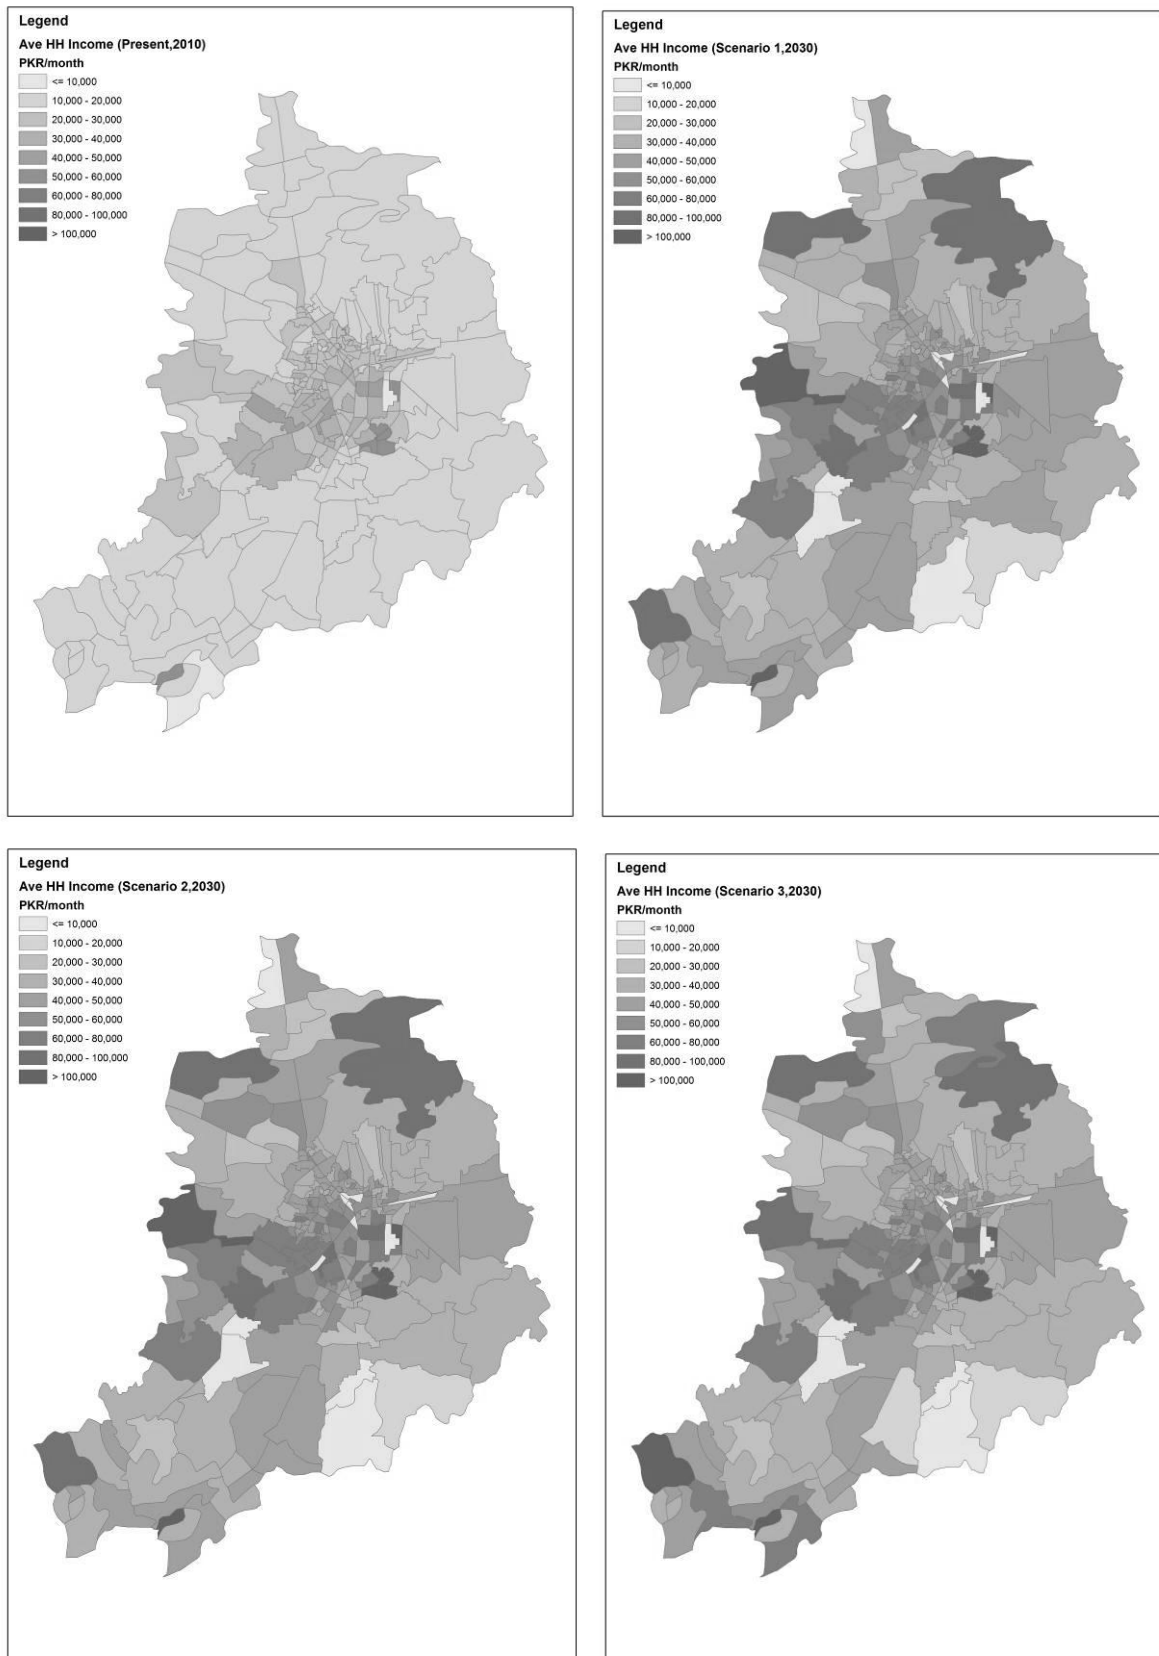 Legend
Ave HH Income (Present,2010)
PKR/month
<= 10,000
10,000 - 20,000
20,000 - 30,000
30,000 - 40,000
40,000 - 50,000
50,000 - 60,000
60,000 - 80,000
80,000 - 100,000
> 100,000
Legend
Ave HH Income (Scenario 1,2030)
PKR/month
<= 10,000
10,000 - 20,000
20,000 - 30,000
30,000 - 40,000
40,000 - 50,000
50,000 - 60,000
60,000 - 80,000
80,000 - 100,000
> 100,000
Legend
Ave HH Income (Scenario 2,2030)
PKR/month
<= 10,000
10,000 - 20,000
20,000 - 30,000
30,000 - 40,000
40,000 - 50,000
50,000 - 60,000
60,000 - 80,000
80,000 - 100,000
> 100,000
Legend
Ave HH Income (Scenario 3,2030)
PKR/month
<= 10,000
10,000 - 20,000
20,000 - 30,000
30,000 - 40,000
40,000 - 50,000
50,000 - 60,000
60,000 - 80,000
80,000 - 100,000
> 100,000